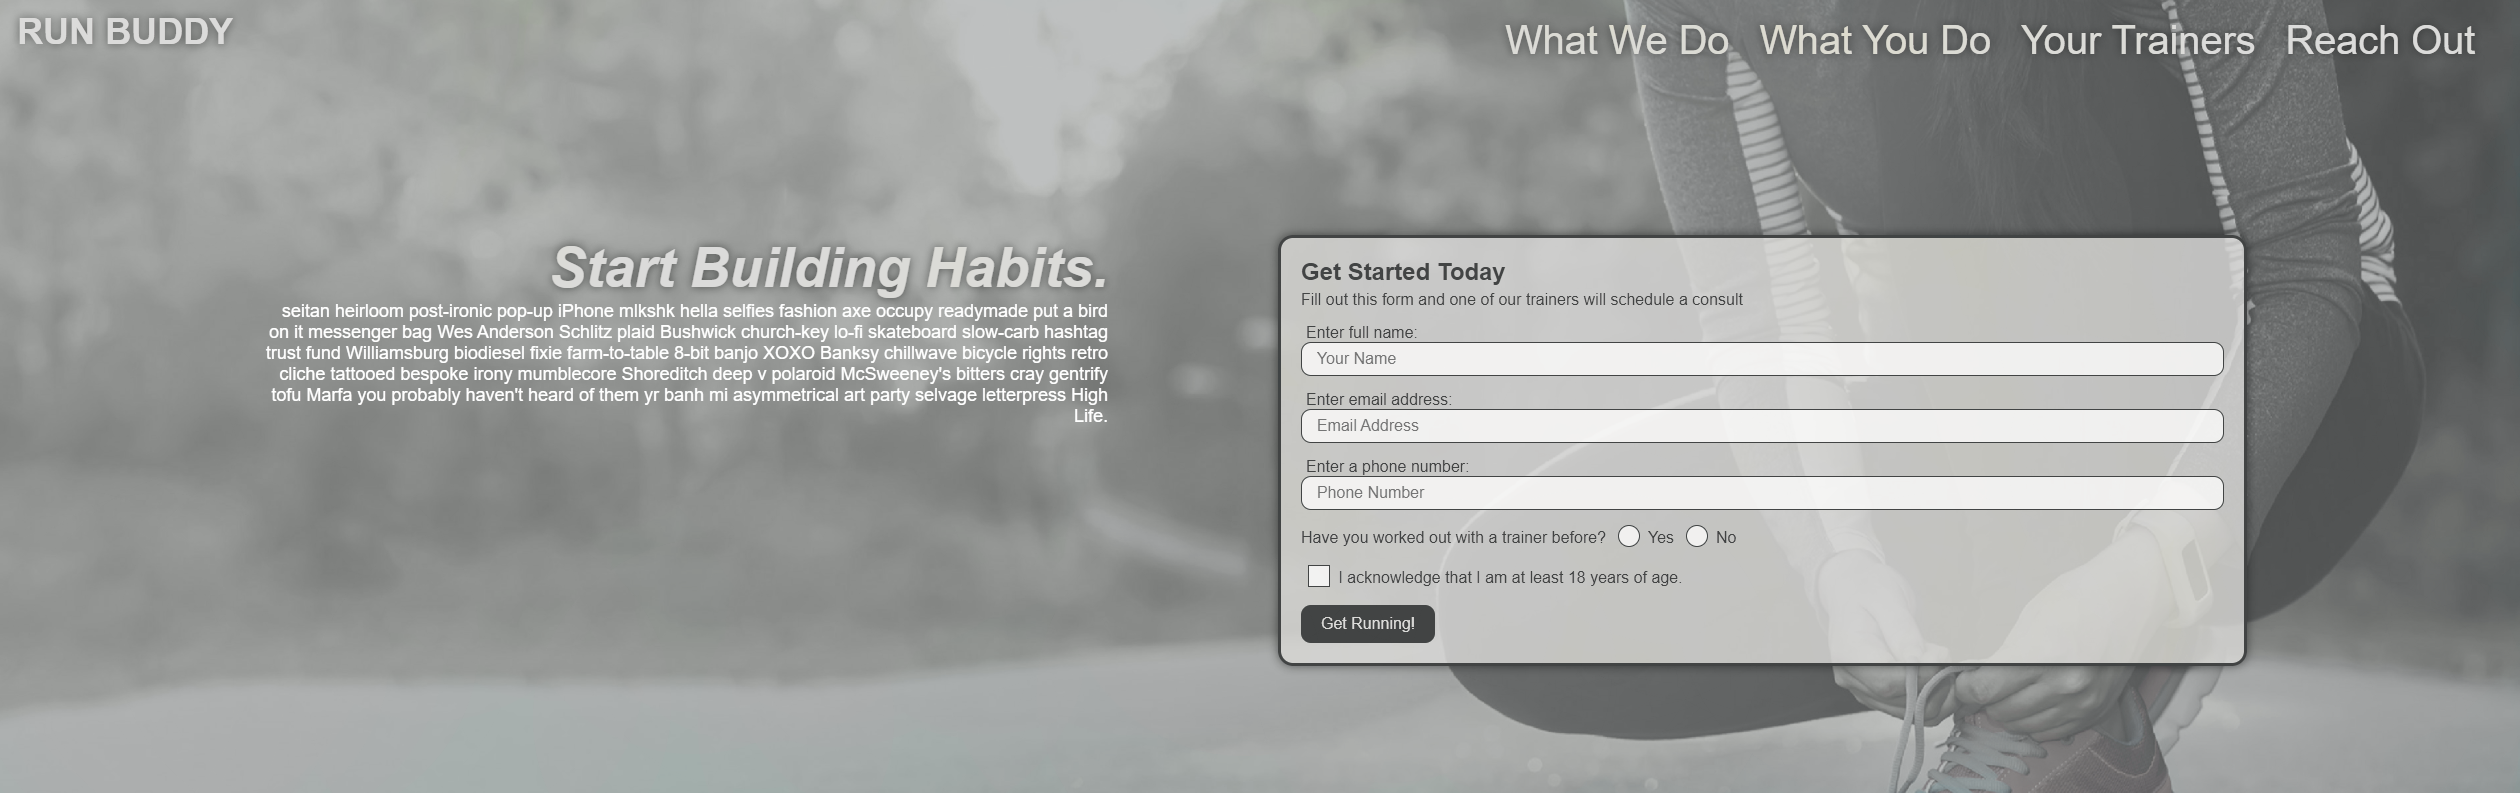 RUN BUDDY
What We Do What You Do Your Trainers Reach Out
Start Building Habits.
seitan heirloom post-ironic pop-up iPhone mlkshk hella selfies fashion axe occupy readymade put a bird
on it messenger bag Wes Anderson Schlitz plaid Bushwick church-key lo-fi skateboard slow-carb hashtag
trust fund Williamsburg biodiesel fixie farm-to-table 8-bit banjo XOXO Banksy chillwave bicycle rights retro
cliche tattooed bespoke irony mumblecore Shoreditch deep v polaroid McSweeney's bitters cray gentrify
tofu Marfa you probably haven't heard of them yr banh mi asymmetrical art party selvage letterpress High
Life.
Get Started Today
Fill out this form and one of our trainers will schedule a consult
Enter full name:
Your Name
Enter email address:
Email Address
Enter a phone number:
Phone Number
Have you worked out with a trainer before? Yes No
I acknowledge that I am at least 18 years of age.
Get Running!